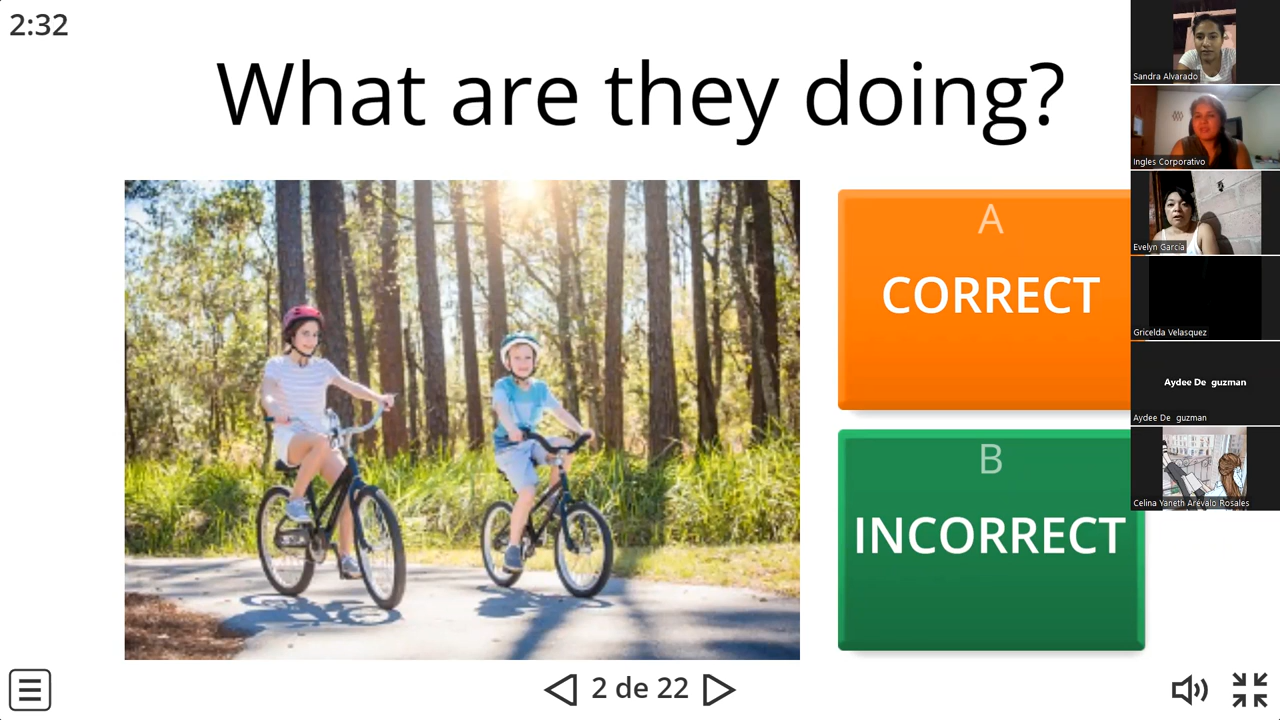 2:32
What are they doing?
A
CORRECT
B
INCORRECT
2 de 22
Sandra Alvarado
Ingles Corporativo
Evelyn Garcia
Gricelda Velasquez
Aydee De guzman
Aydee De guzman
Celina Yaneth Arévalo Rosales